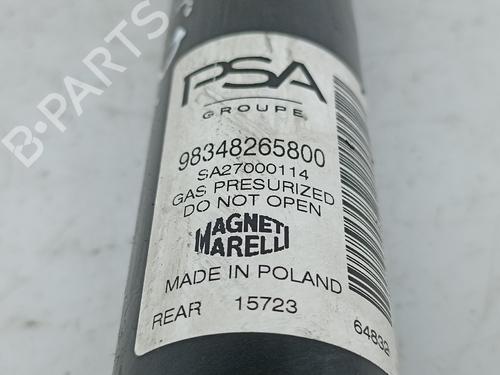 PSA
GROUPE
98348265800
SA27000114
GAS PRESURIZED
DO NOT OPEN
MAGNETI
MARELLI
MADE IN POLAND
REAR 15723
64832
B-PARTS